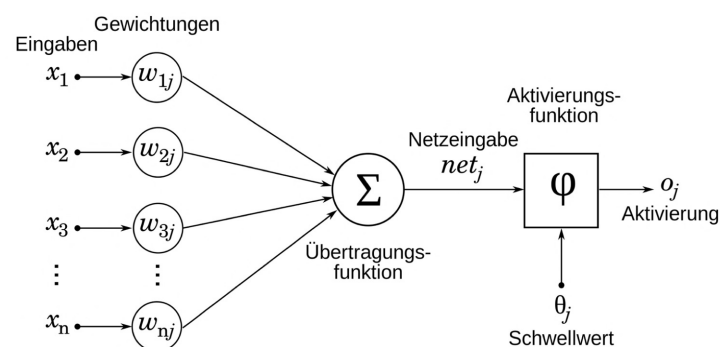 Gewichtungen
Eingaben
x₁
w₁ⱼ
x₂
w₂ⱼ
x₃
w₃ⱼ
⋮
⋮
xₙ
wₙⱼ
Σ
Übertragungs-
funktion
Netzeingabe
netⱼ
Aktivierungs-
funktion
φ
oⱼ
Aktivierung
θⱼ
Schwellwert